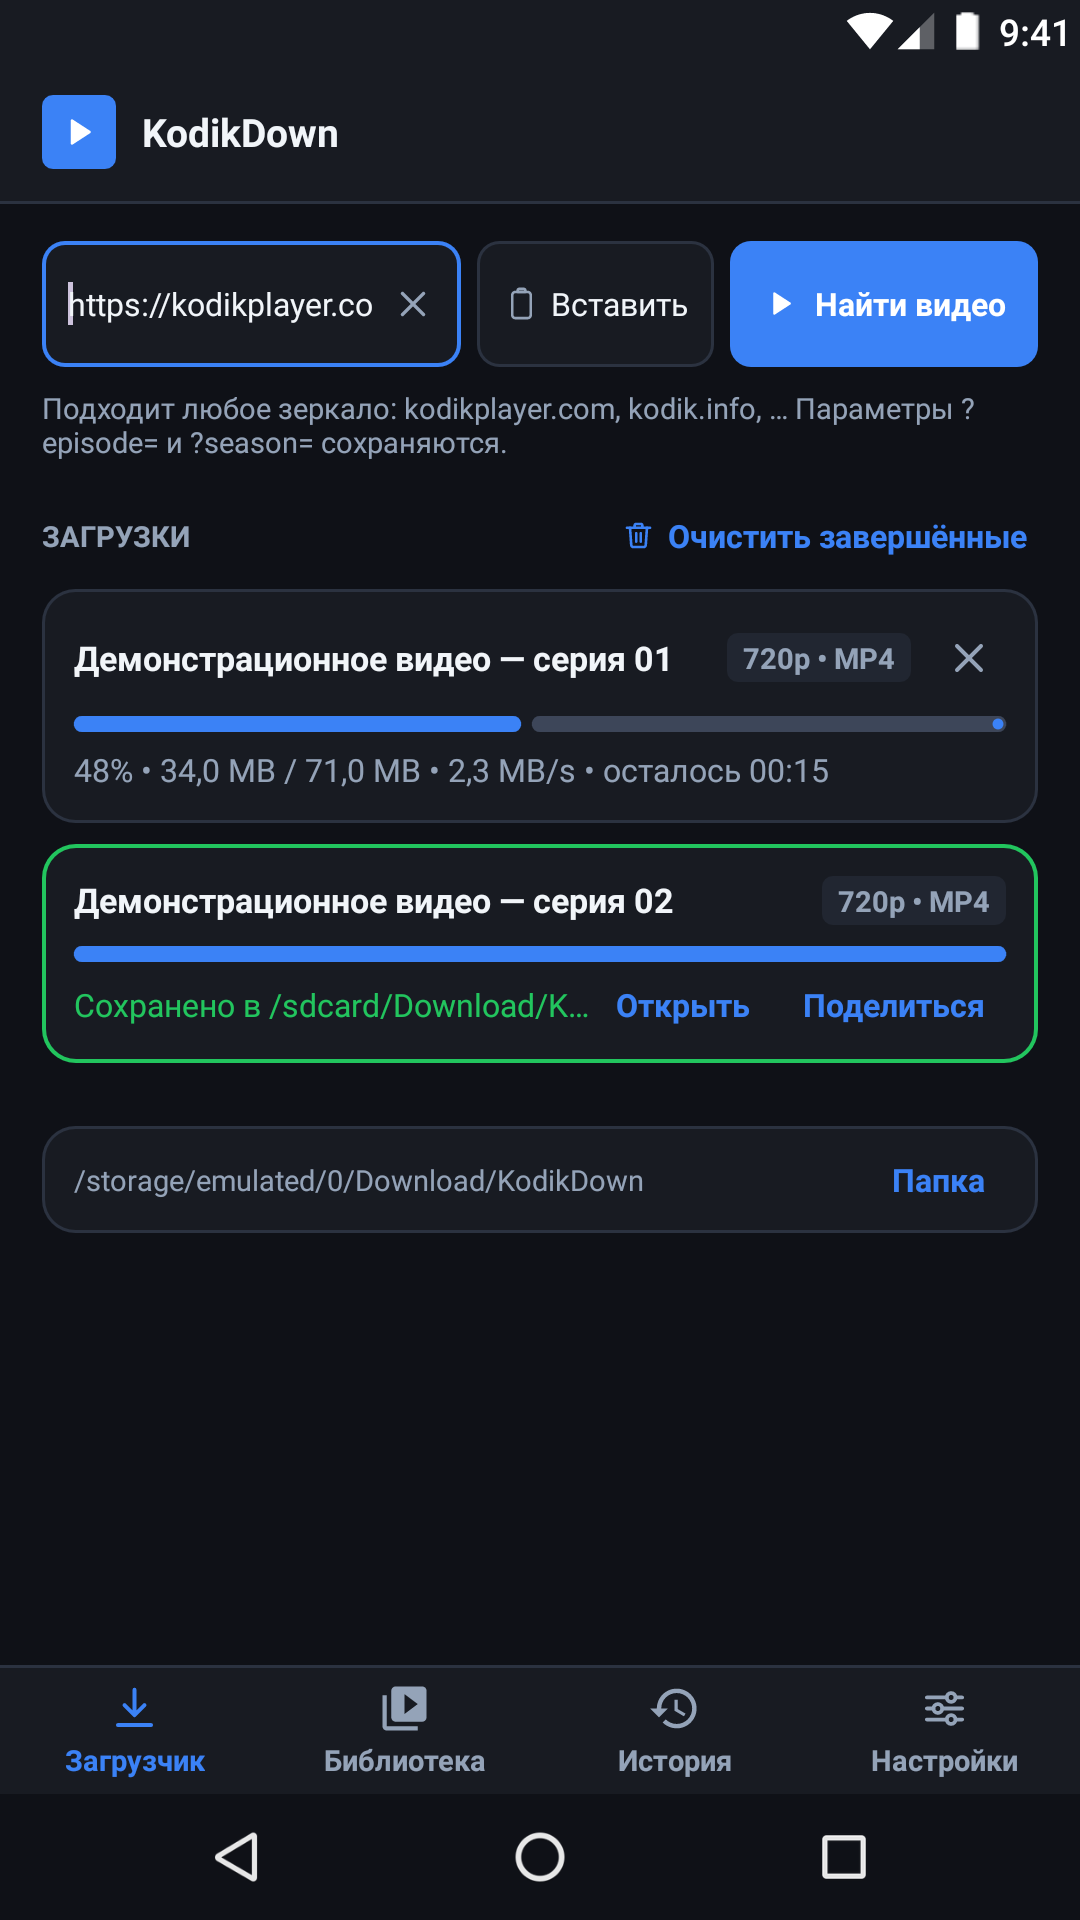 9:41
KodikDown
https://kodikplayer.co
Вставить
Найти видео
Подходит любое зеркало: kodikplayer.com, kodik.info, … Параметры ?
episode= и ?season= сохраняются.
ЗАГРУЗКИ
Очистить завершённые
Демонстрационное видео — серия 01
720p • MP4
48% • 34,0 MB / 71,0 MB • 2,3 MB/s • осталось 00:15
Демонстрационное видео — серия 02
720p • MP4
Сохранено в /sdcard/Download/K…
Открыть
Поделиться
/storage/emulated/0/Download/KodikDown
Папка
Загрузчик
Библиотека
История
Настройки